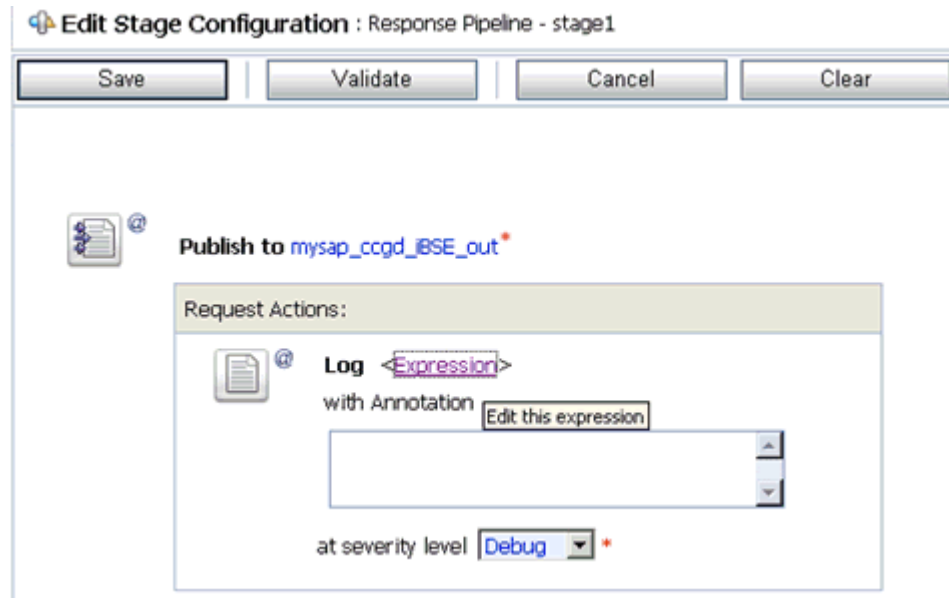 Edit Stage Configuration : Response Pipeline - stage1
Save Validate Cancel Clear
@ Publish to mysap_ccgd_iBSE_out*
Request Actions:
@ Log <Expression>
with Annotation
Edit this expression
at severity level Debug *